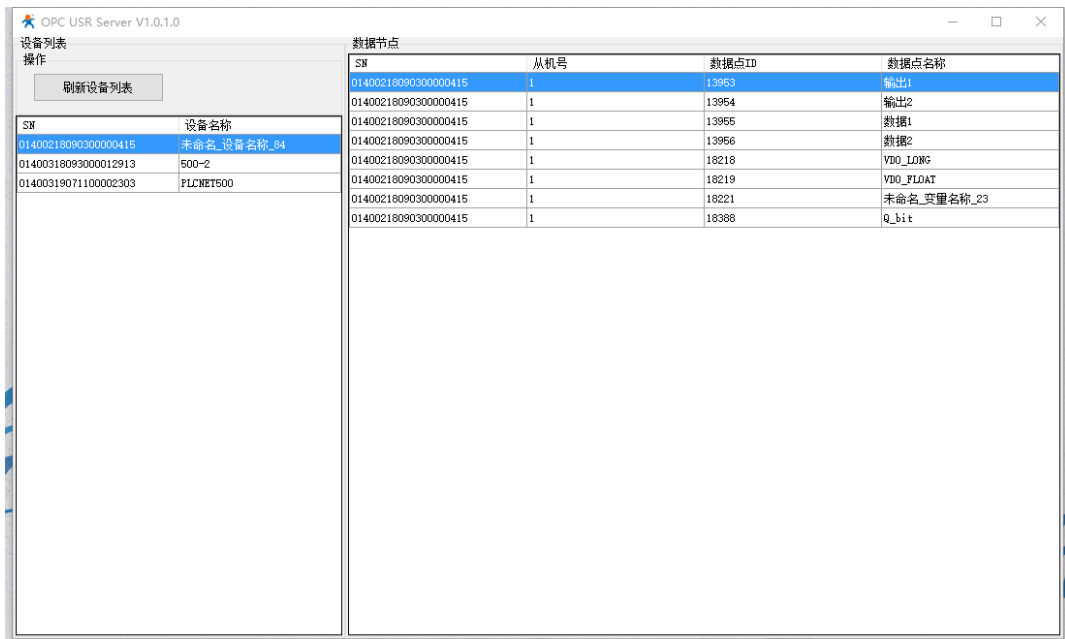 OPC USR Server V1.0.1.0
设备列表
操作
刷新设备列表
SN 设备名称
01400218090300000415 未命名_设备名称_84
01400318093000012913 500-2
01400319071100002303 PLCNET500
数据节点
SN 从机号 数据点ID 数据点名称
01400218090300000415 1 13953 输出1
01400218090300000415 1 13954 输出2
01400218090300000415 1 13955 数据1
01400218090300000415 1 13956 数据2
01400218090300000415 1 18218 VDO_LONG
01400218090300000415 1 18219 VDO_FLOAT
01400218090300000415 1 18221 未命名_变量名称_23
01400218090300000415 1 18388 Q_bit